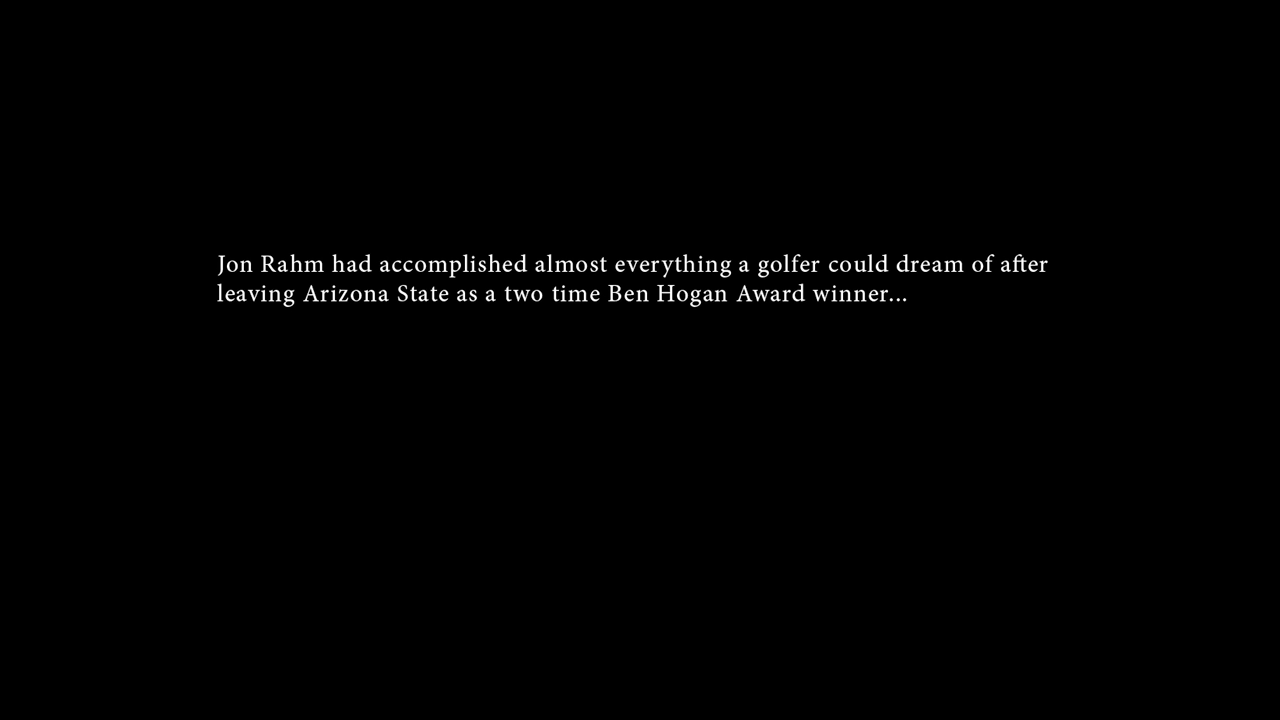 Jon Rahm had accomplished almost everything a golfer could dream of after
leaving Arizona State as a two time Ben Hogan Award winner...